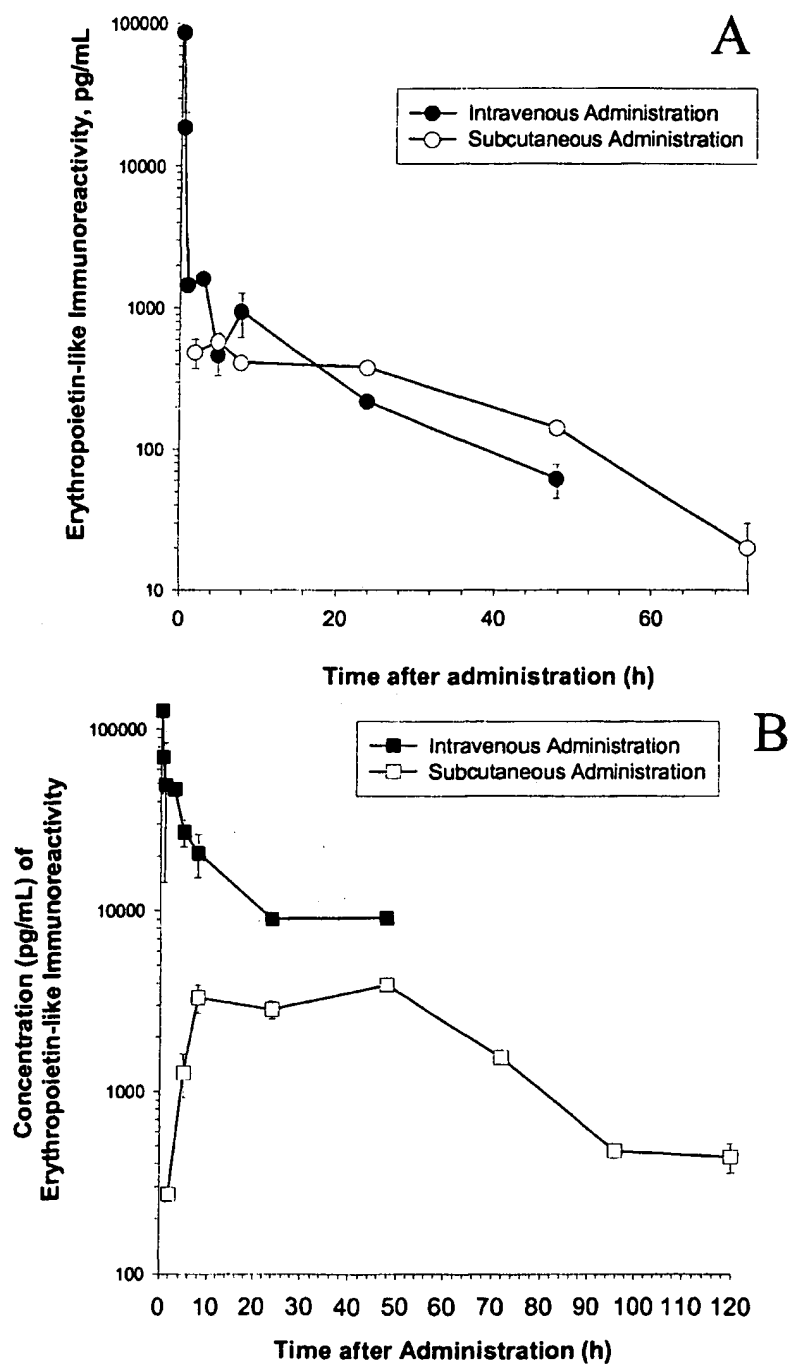 A
Intravenous Administration
Subcutaneous Administration
Erythropoietin-like Immunoreactivity, pg/mL
100000
10000
1000
100
10
0 20 40 60
Time after administration (h)
B
Intravenous Administration
Subcutaneous Administration
Concentration (pg/mL) of
Erythropoietin-like Immunoreactivity
100000
10000
1000
100
0 10 20 30 40 50 60 70 80 90 100 110 120
Time after Administration (h)